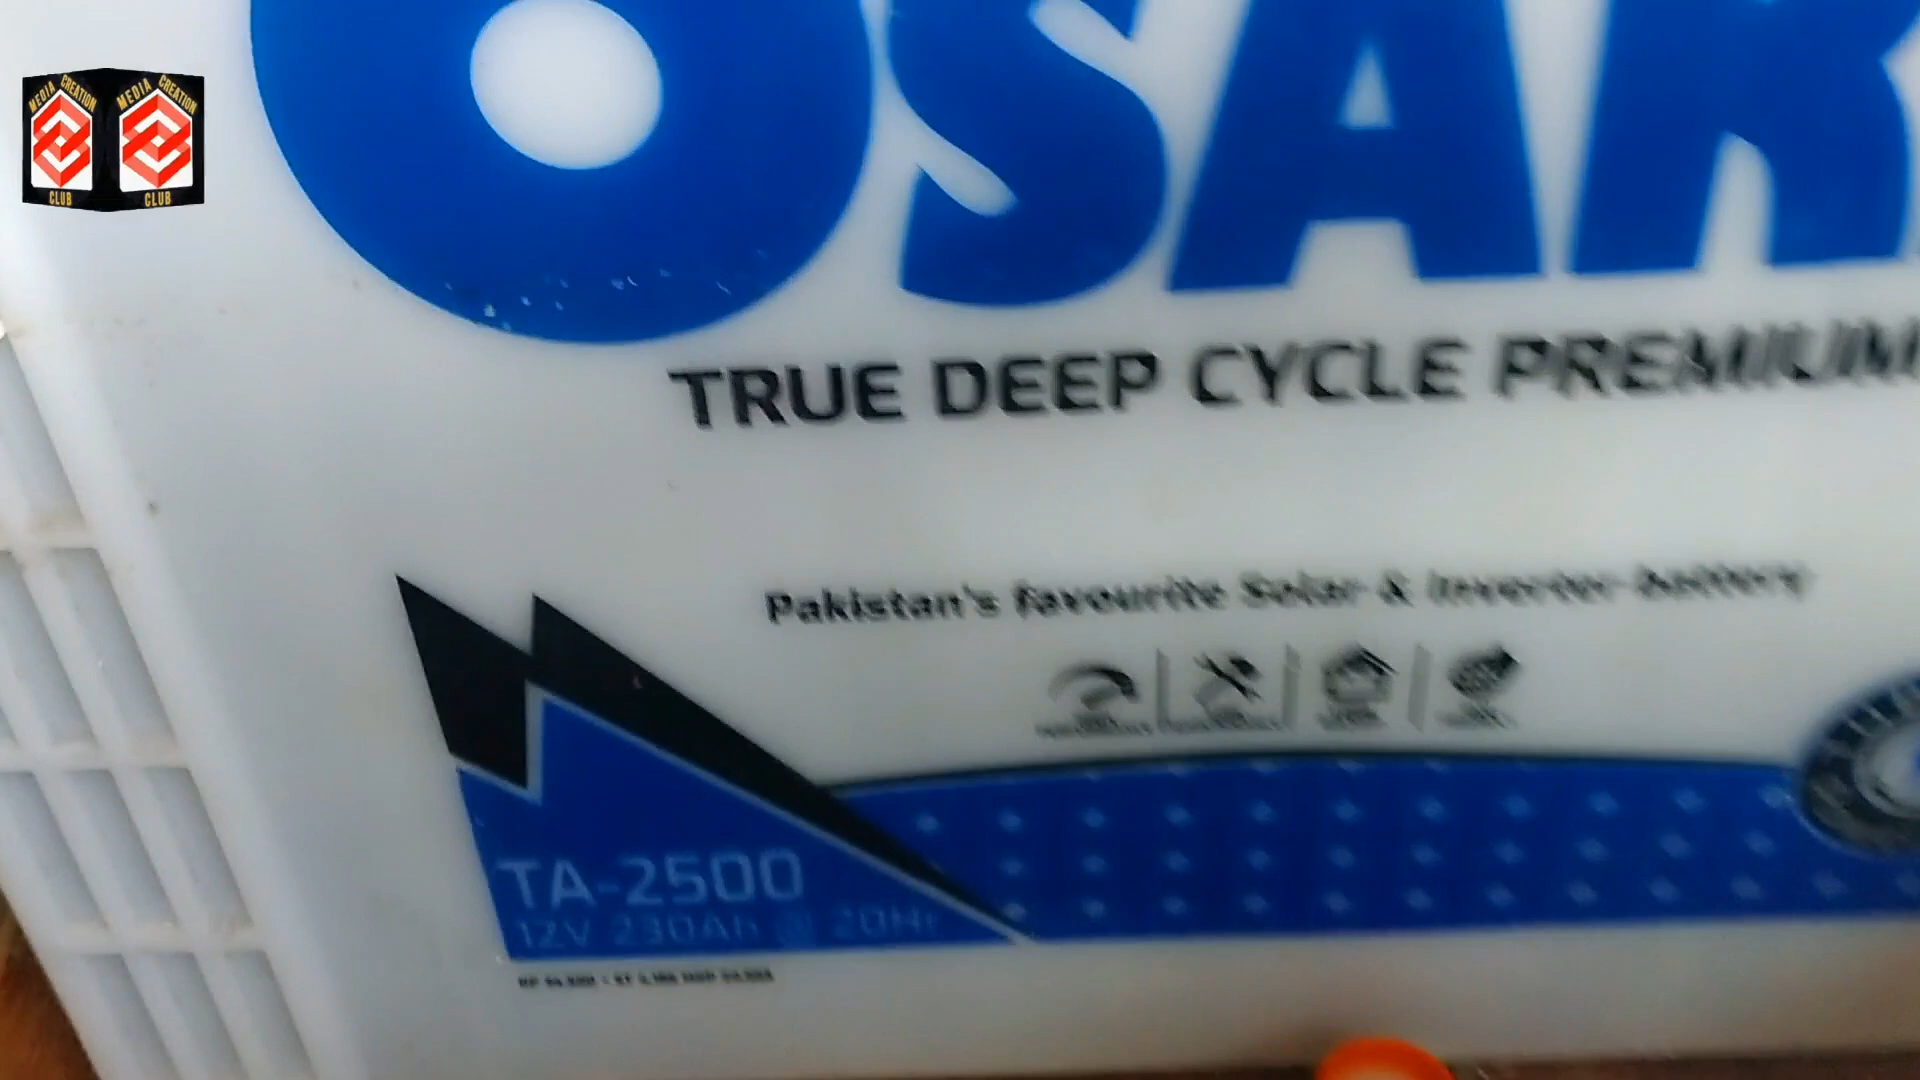 MEDIA CREATION CLUB
MEDIA CREATION CLUB
OSAK
TRUE DEEP CYCLE PREMIUM
Pakistan's favourite Solar & Inverter battery
TA-2500
12V 230Ah @ 20Hr